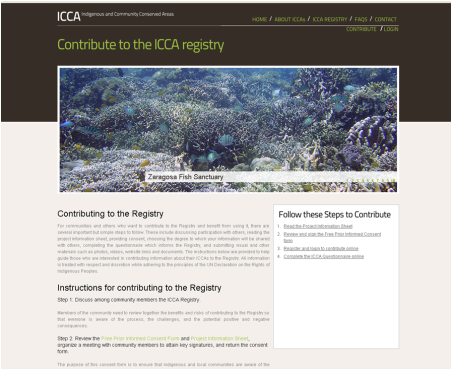 ICCA Indigenous and Community Conserved Areas
HOME / ABOUT ICCAs / ICCA REGISTRY / FAQS / CONTACT
CONTRIBUTE / LOGIN
Contribute to the ICCA registry
Zaragosa Fish Sanctuary
Contributing to the Registry
For communities and others who want to contribute to the Registry and benefit from using it, there are
several important but simple steps to follow. These include discussing participation with others, reading the
project information sheet, providing consent, choosing the degree to which your information will be shared
with others, completing the questionnaire which informs the Registry, and submitting visual and other
materials such as photos, videos, website links and documents. The instructions below are provided to help
guide those who are interested in contributing information about their ICCAs to the Registry. All information
is treated with respect and discretion while adhering to the principles of the UN Declaration on the Rights of
Indigenous Peoples.
Instructions for contributing to the Registry
Step 1: Discuss among community members the ICCA Registry.
Members of the community need to review together the benefits and risks of contributing to the Registry so
that everyone is aware of the process, the challenges, and the potential positive and negative
consequences.
Step 2: Review the Free Prior Informed Consent Form and Project Information Sheet,
organize a meeting with community members to attain key signatures, and return the consent
form.
The purpose of this consent form is to ensure that indigenous and local communities are aware of the
Follow these Steps to Contribute
1. Read the Project Information Sheet
2. Review and sign the Free Prior Informed Consent
form
3. Register and login to contribute online
4. Complete the ICCA Questionnaire online